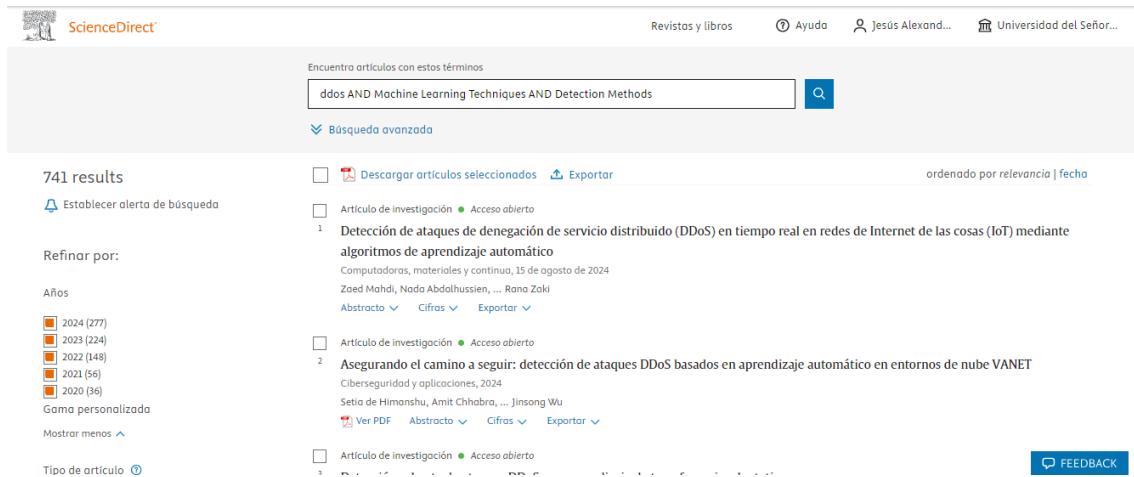 ScienceDirect
Revistas y libros
Ayuda
Jesús Alexand...
Universidad del Señor...
Encuentra artículos con estos términos
ddos AND Machine Learning Techniques AND Detection Methods
Búsqueda avanzada
741 results
Establecer alerta de búsqueda
Refinar por:
Años
2024 (277)
2023 (224)
2022 (148)
2021 (56)
2020 (36)
Gama personalizada
Mostrar menos
Tipo de artículo
Descargar artículos seleccionados Exportar
ordenado por relevancia | fecha
Artículo de investigación Acceso abierto
1
Detección de ataques de denegación de servicio distribuido (DDoS) en tiempo real en redes de Internet de las cosas (IoT) mediante
algoritmos de aprendizaje automático
Computadoras, materiales y continua, 15 de agosto de 2024
Zaed Mahdi, Nada Abdalhussien, ... Rana Zaki
Abstracto Cifras Exportar
Artículo de investigación Acceso abierto
2
Asegurando el camino a seguir: detección de ataques DDoS basados en aprendizaje automático en entornos de nube VANET
Ciberseguridad y aplicaciones, 2024
Setia de Himanshu, Amit Chhabra, ... Jinsong Wu
Ver PDF Abstracto Cifras Exportar
Artículo de investigación Acceso abierto
FEEDBACK